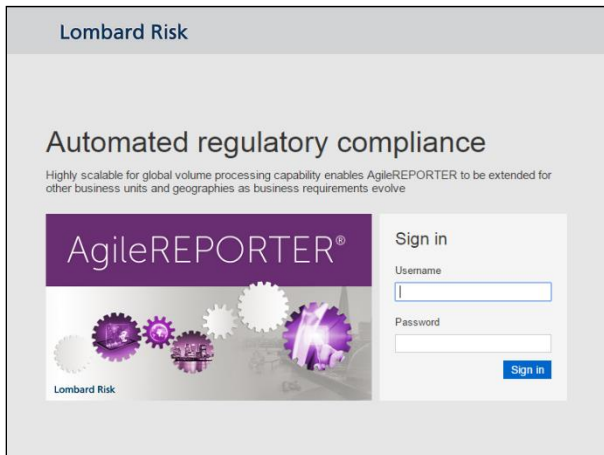 Lombard Risk
Automated regulatory compliance
Highly scalable for global volume processing capability enables AgileREPORTER to be extended for
other business units and geographies as business requirements evolve
AgileREPORTER®
Lombard Risk
Sign in
Username
Password
Sign in